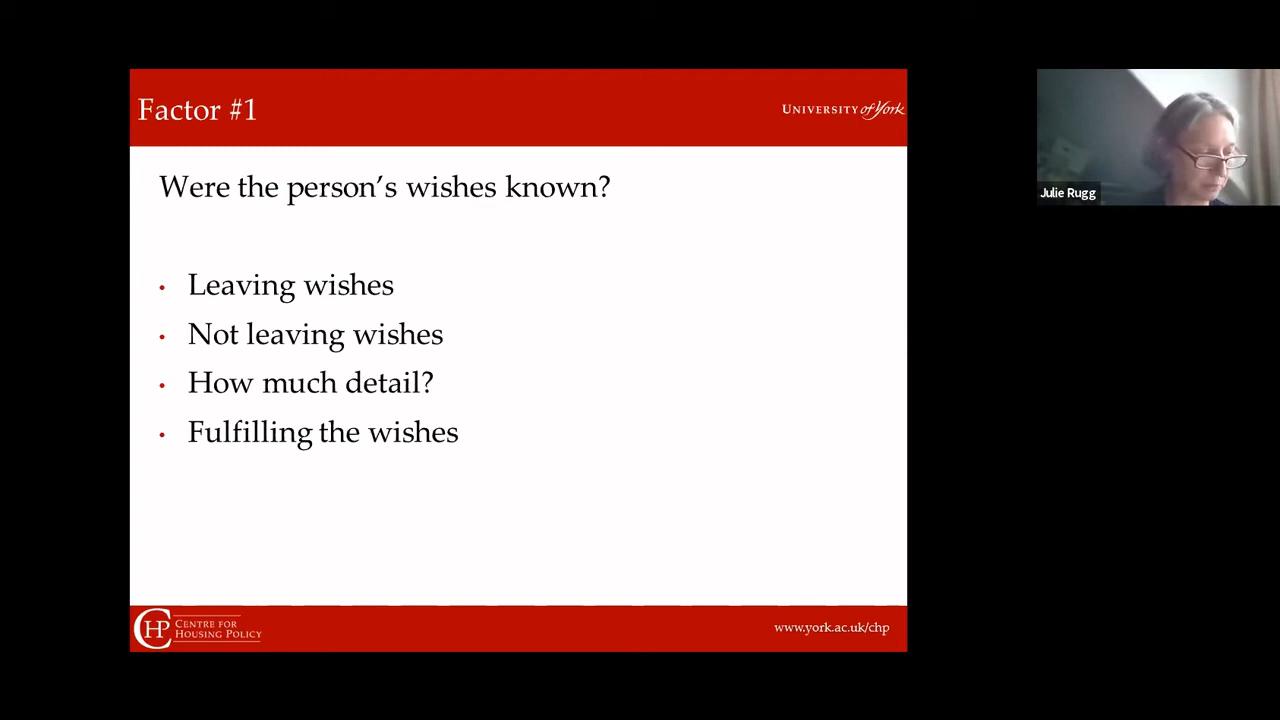 Factor #1
UNIVERSITY of York
Were the person's wishes known?
• Leaving wishes
• Not leaving wishes
• How much detail?
• Fulfilling the wishes
CHP
CENTRE FOR
HOUSING POLICY
www.york.ac.uk/chp
Julie Rugg